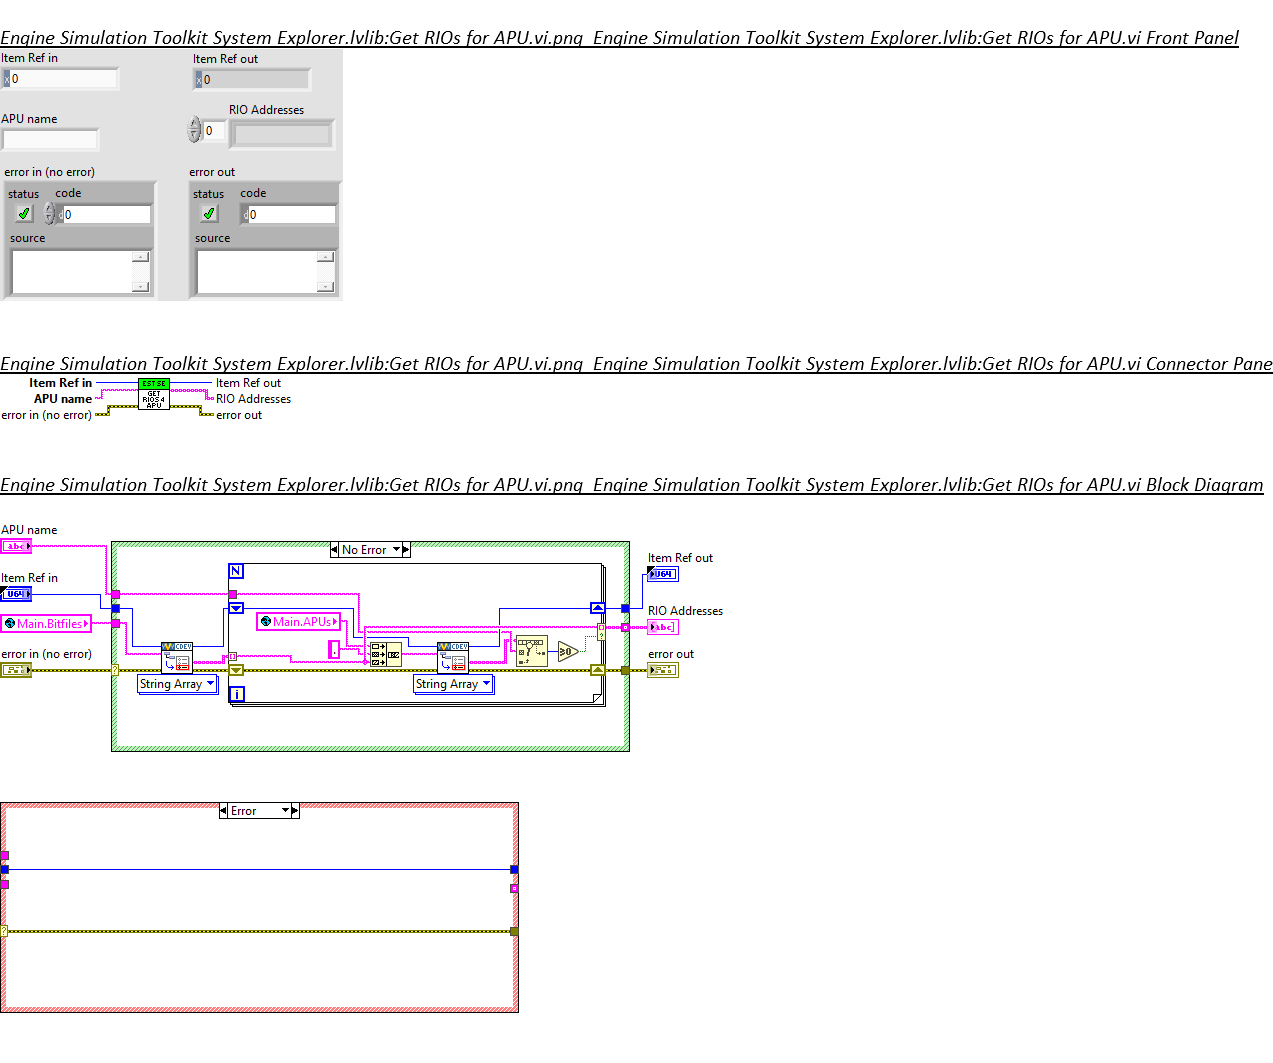 Engine Simulation Toolkit System Explorer.lvlib:Get RIOs for APU.vi.png  Engine Simulation Toolkit System Explorer.lvlib:Get RIOs for APU.vi Front Panel
Item Ref in
Item Ref out
x 0
x 0
APU name
RIO Addresses
0
error in (no error)
error out
status
code
status
code
d 0
d 0
source
source
Engine Simulation Toolkit System Explorer.lvlib:Get RIOs for APU.vi.png  Engine Simulation Toolkit System Explorer.lvlib:Get RIOs for APU.vi Connector Pane
Item Ref in
EST SE
Item Ref out
APU name
GET
RIOS 4
APU
RIO Addresses
error in (no error)
error out
Engine Simulation Toolkit System Explorer.lvlib:Get RIOs for APU.vi.png  Engine Simulation Toolkit System Explorer.lvlib:Get RIOs for APU.vi Block Diagram
APU name
abc
No Error
Item Ref out
U64
N
Item Ref in
U64
RIO Addresses
abc
Main.Bitfiles
Main.APUs
.
error in (no error)
error out
CDEV
CDEV
≥0
?
?
String Array
String Array
i
Error
?